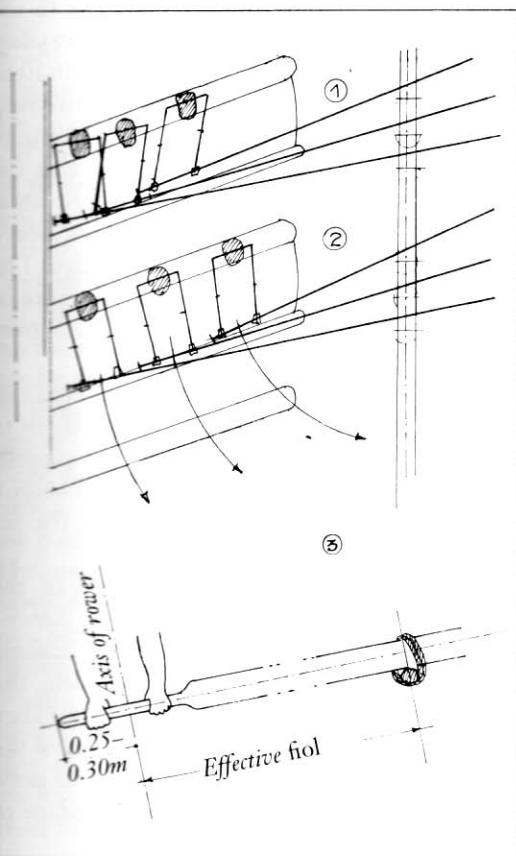 ①
②
③
Axis of rower
0.25–
0.30m
Effective fiol